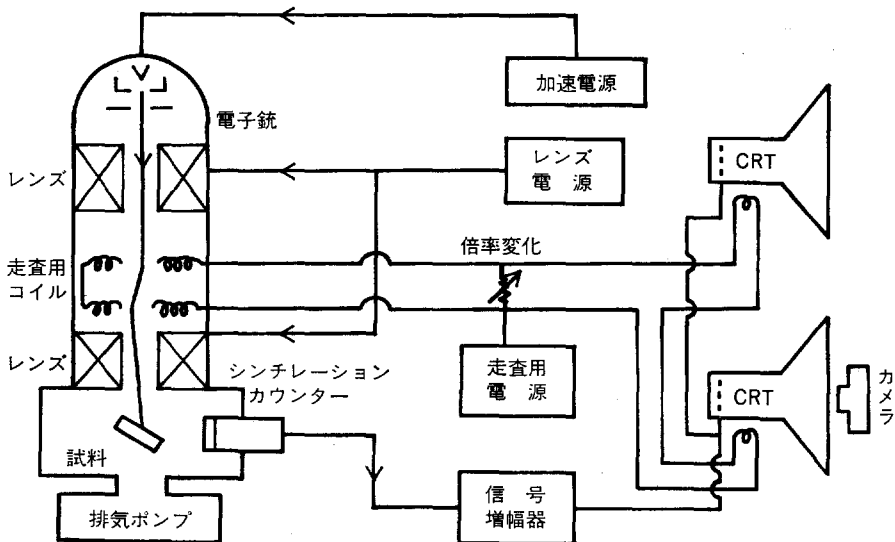 加速電源
電子銃
レンズ
レンズ
電 源
CRT
倍率変化
走査用
コイル
レンズ
シンチレーション
カウンター
走査用
電 源
CRT
カメラ
試料
信 号
増幅器
排気ポンプ